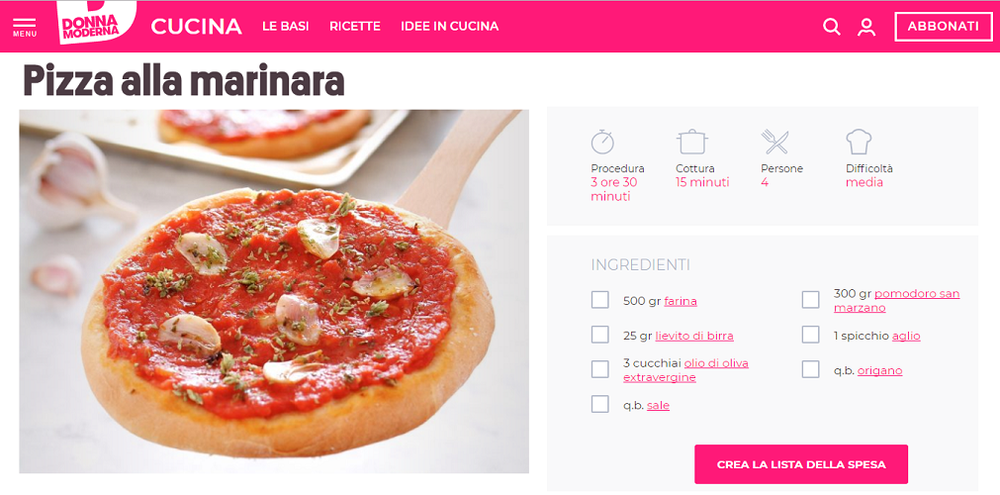 MENU
DONNA
MODERNA
CUCINA
LE BASI
RICETTE
IDEE IN CUCINA
ABBONATI
Pizza alla marinara
Procedura
3 ore 30
minuti
Cottura
15 minuti
Persone
4
Difficoltà
media
INGREDIENTI
500 gr farina
25 gr lievito di birra
3 cucchiai olio di oliva
extravergine
q.b. sale
300 gr pomodoro san
marzano
1 spicchio aglio
q.b. origano
CREA LA LISTA DELLA SPESA